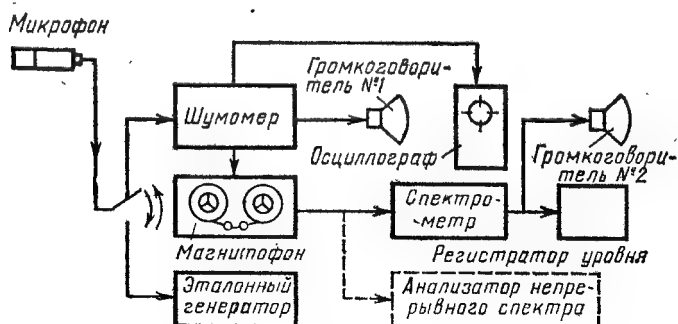 Микрофон
Громкоговори-
тель №1
Шумомер
Осциллограф
Громкоговори-
тель №2
Спектро-
метр
Магнитофон
Регистратор уровня
Эталонный
генератор
Анализатор непре-
рывного спектра